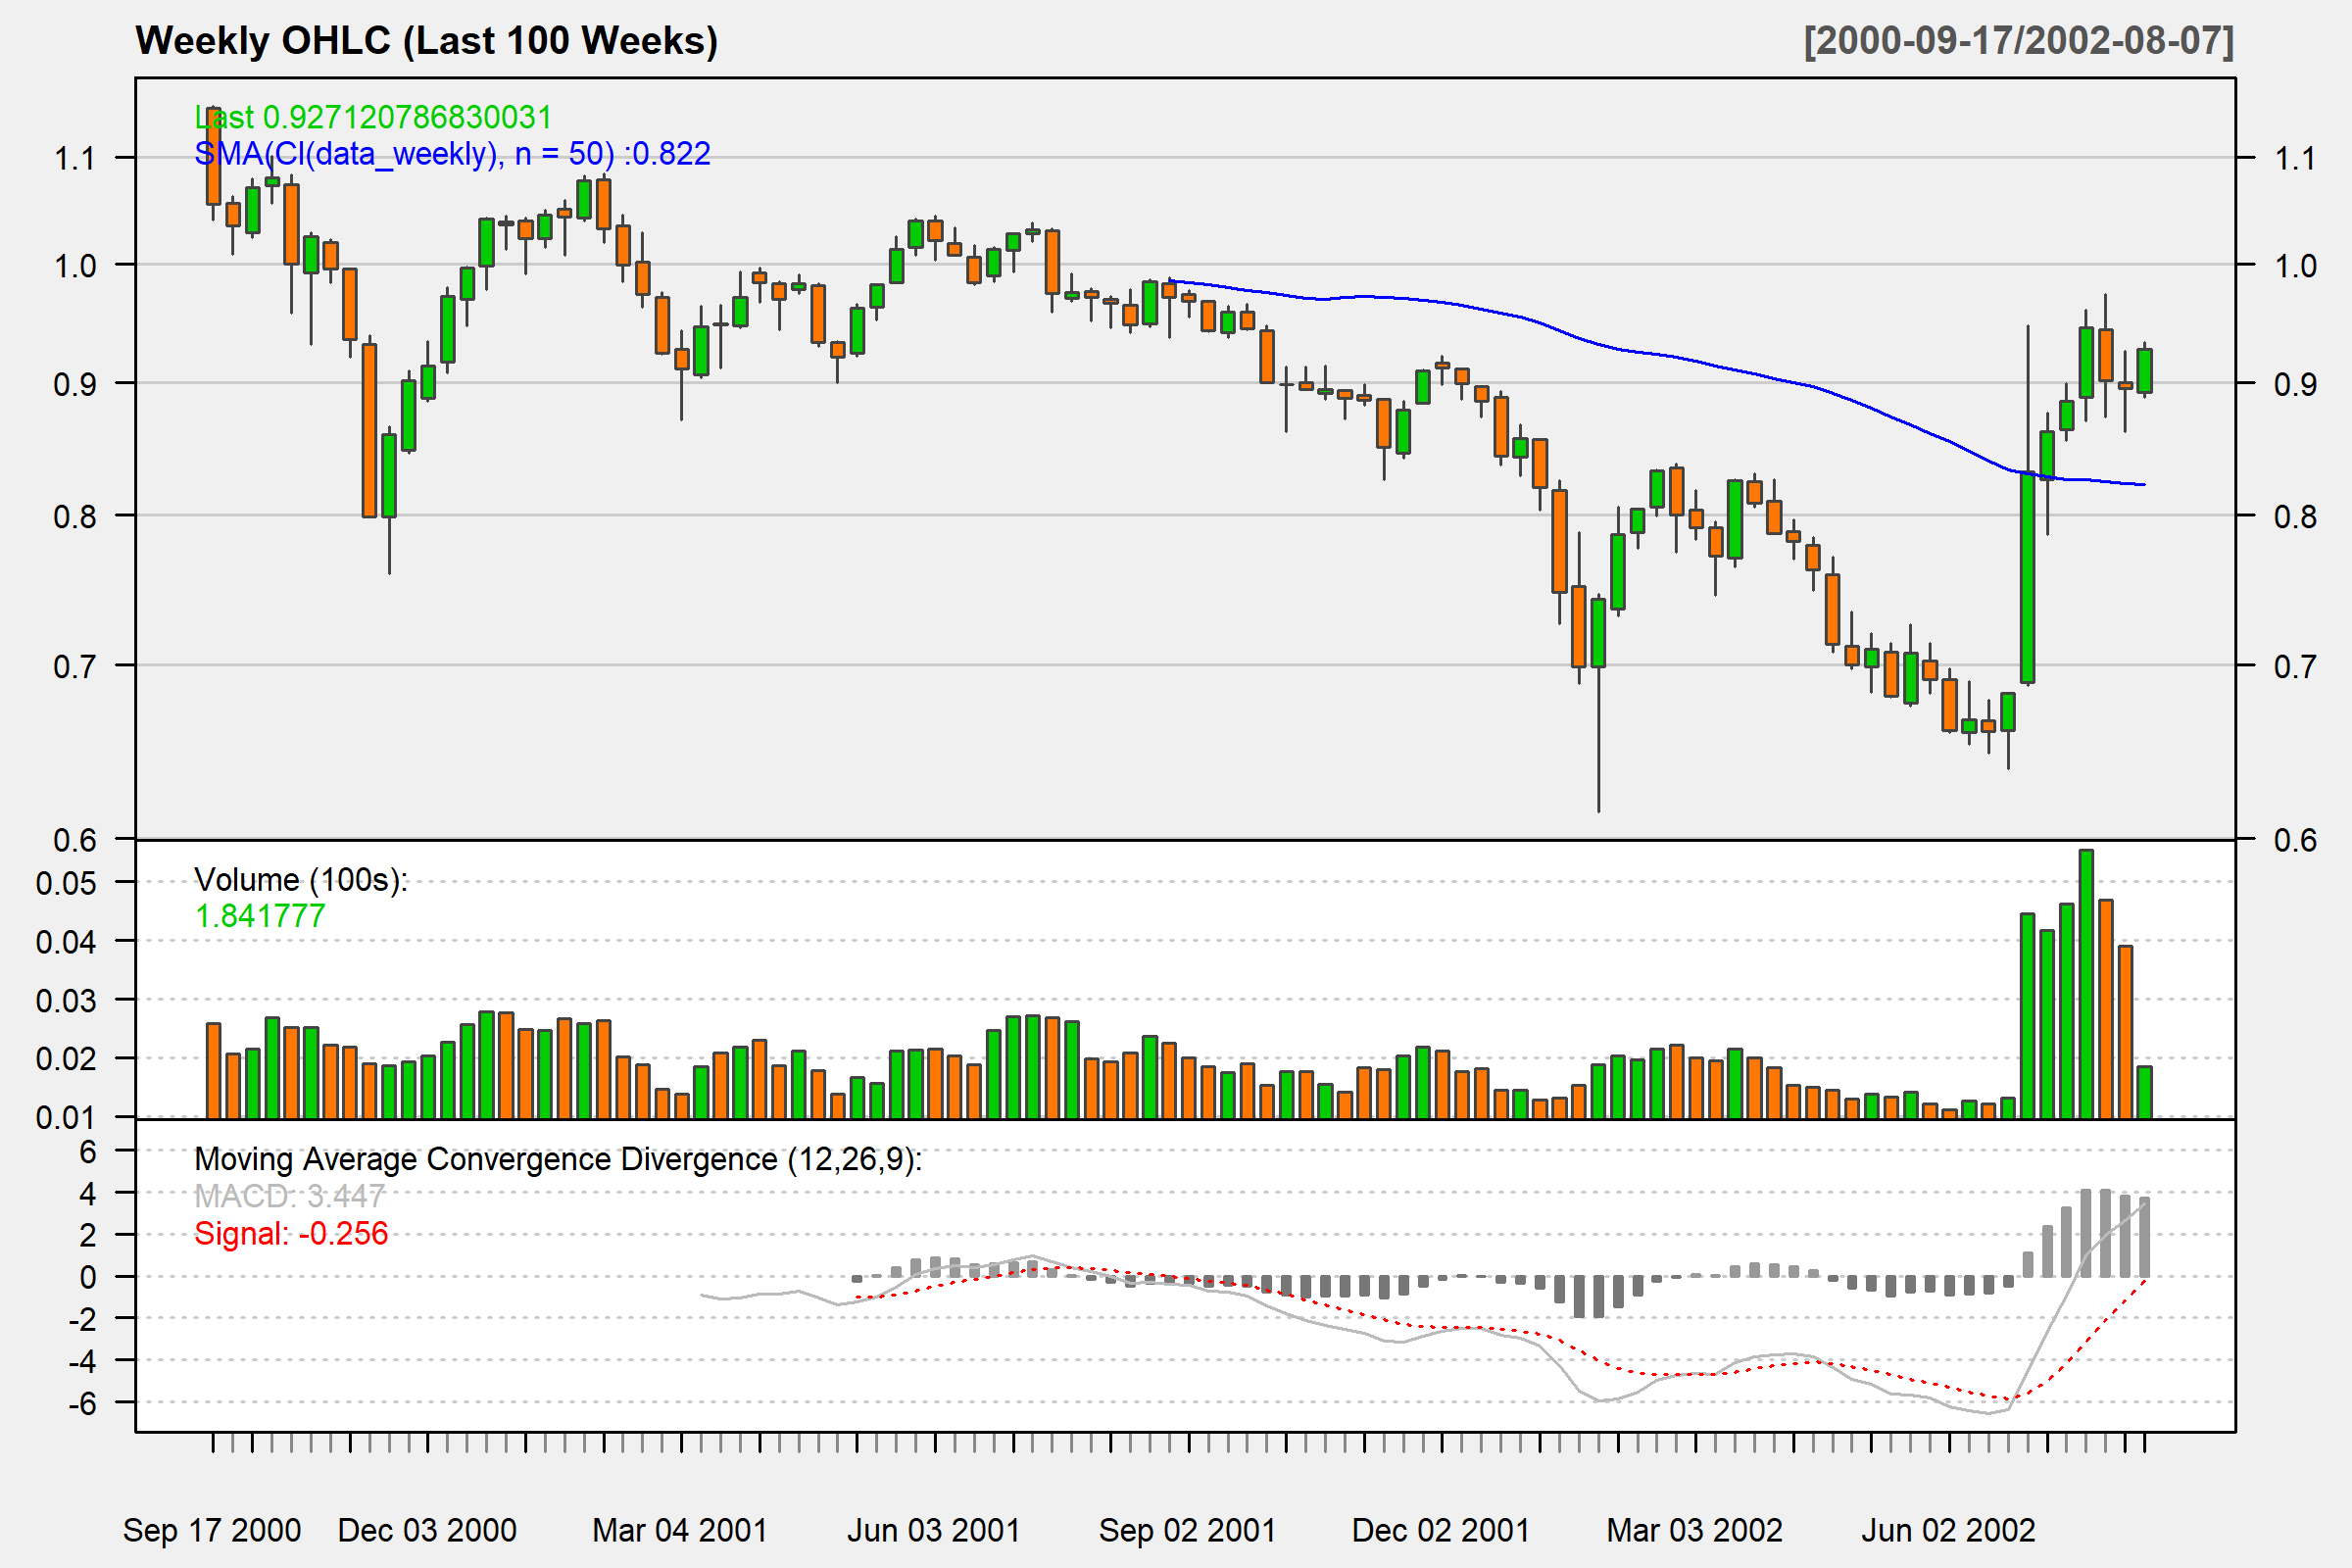 Weekly OHLC (Last 100 Weeks) [2000-09-17/2002-08-07]
Last 0.927120786830031
SMA(Cl(data_weekly), n = 50) :0.822
1.1 1.1
1.0 1.0
0.9 0.9
0.8 0.8
0.7 0.7
0.6 0.6
Volume (100s):
1.841777
0.05
0.04
0.03
0.02
0.01
Moving Average Convergence Divergence (12,26,9):
MACD: 3.447
Signal: -0.256
6
4
2
0
-2
-4
-6
Sep 17 2000 Dec 03 2000 Mar 04 2001 Jun 03 2001 Sep 02 2001 Dec 02 2001 Mar 03 2002 Jun 02 2002